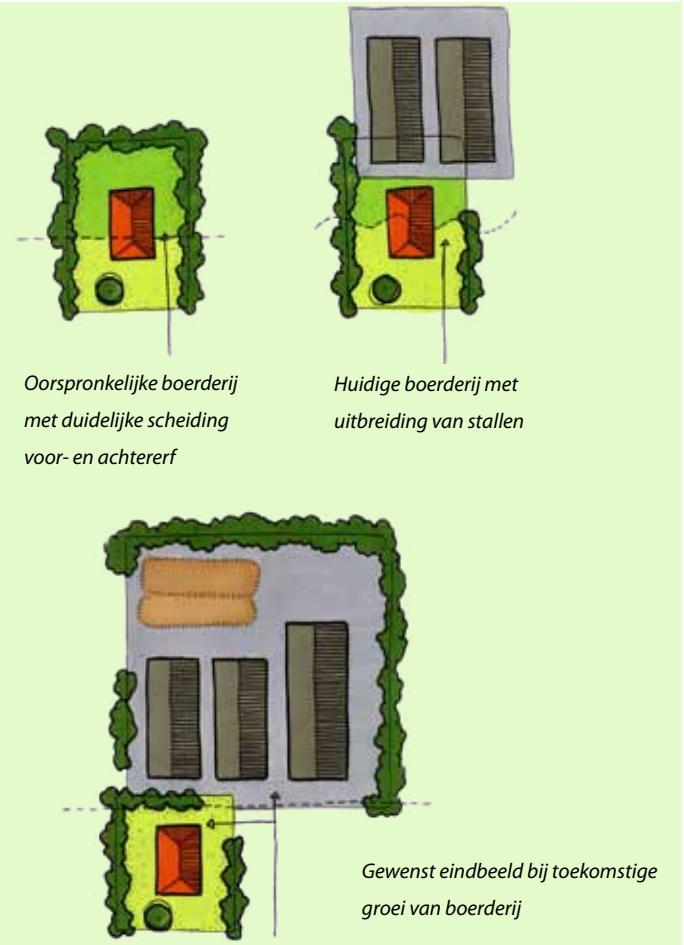 Oorspronkelijke boerderij
met duidelijke scheiding
voor- en achtererf
Huidige boerderij met
uitbreiding van stallen
Gewenst eindbeeld bij toekomstige
groei van boerderij